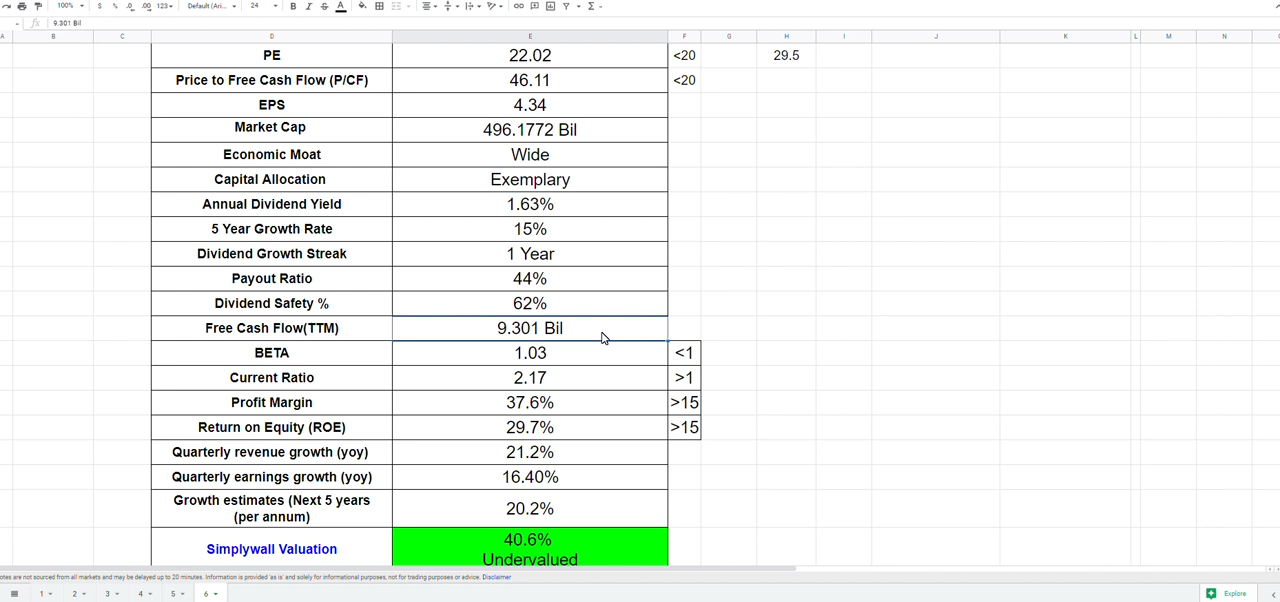 100% $ % .0 .00 123 Default (Ari... 24 B I S A
fx 9.301 Bil
A B C D E F G H I J K L M N
PE 22.02 <20 29.5
Price to Free Cash Flow (P/CF) 46.11 <20
EPS 4.34
Market Cap 496.1772 Bil
Economic Moat Wide
Capital Allocation Exemplary
Annual Dividend Yield 1.63%
5 Year Growth Rate 15%
Dividend Growth Streak 1 Year
Payout Ratio 44%
Dividend Safety % 62%
Free Cash Flow(TTM) 9.301 Bil
BETA 1.03 <1
Current Ratio 2.17 >1
Profit Margin 37.6% >15
Return on Equity (ROE) 29.7% >15
Quarterly revenue growth (yoy) 21.2%
Quarterly earnings growth (yoy) 16.40%
Growth estimates (Next 5 years
(per annum) 20.2%
Simplywall Valuation 40.6%
Undervalued
otes are not sourced from all markets and may be delayed up to 20 minutes. Information is provided 'as is' and solely for informational purposes, not for trading purposes or advice. Disclaimer
1 2 3 4 5 6 Explore